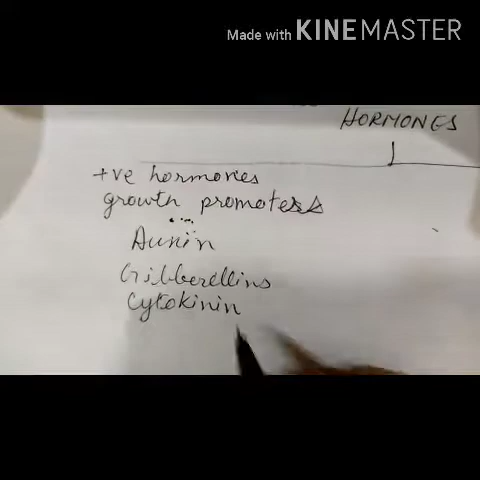 Made with KINEMASTER
HORMONES
+ve hormones
growth promoters
Auxin
Gibberellins
Cytokinin